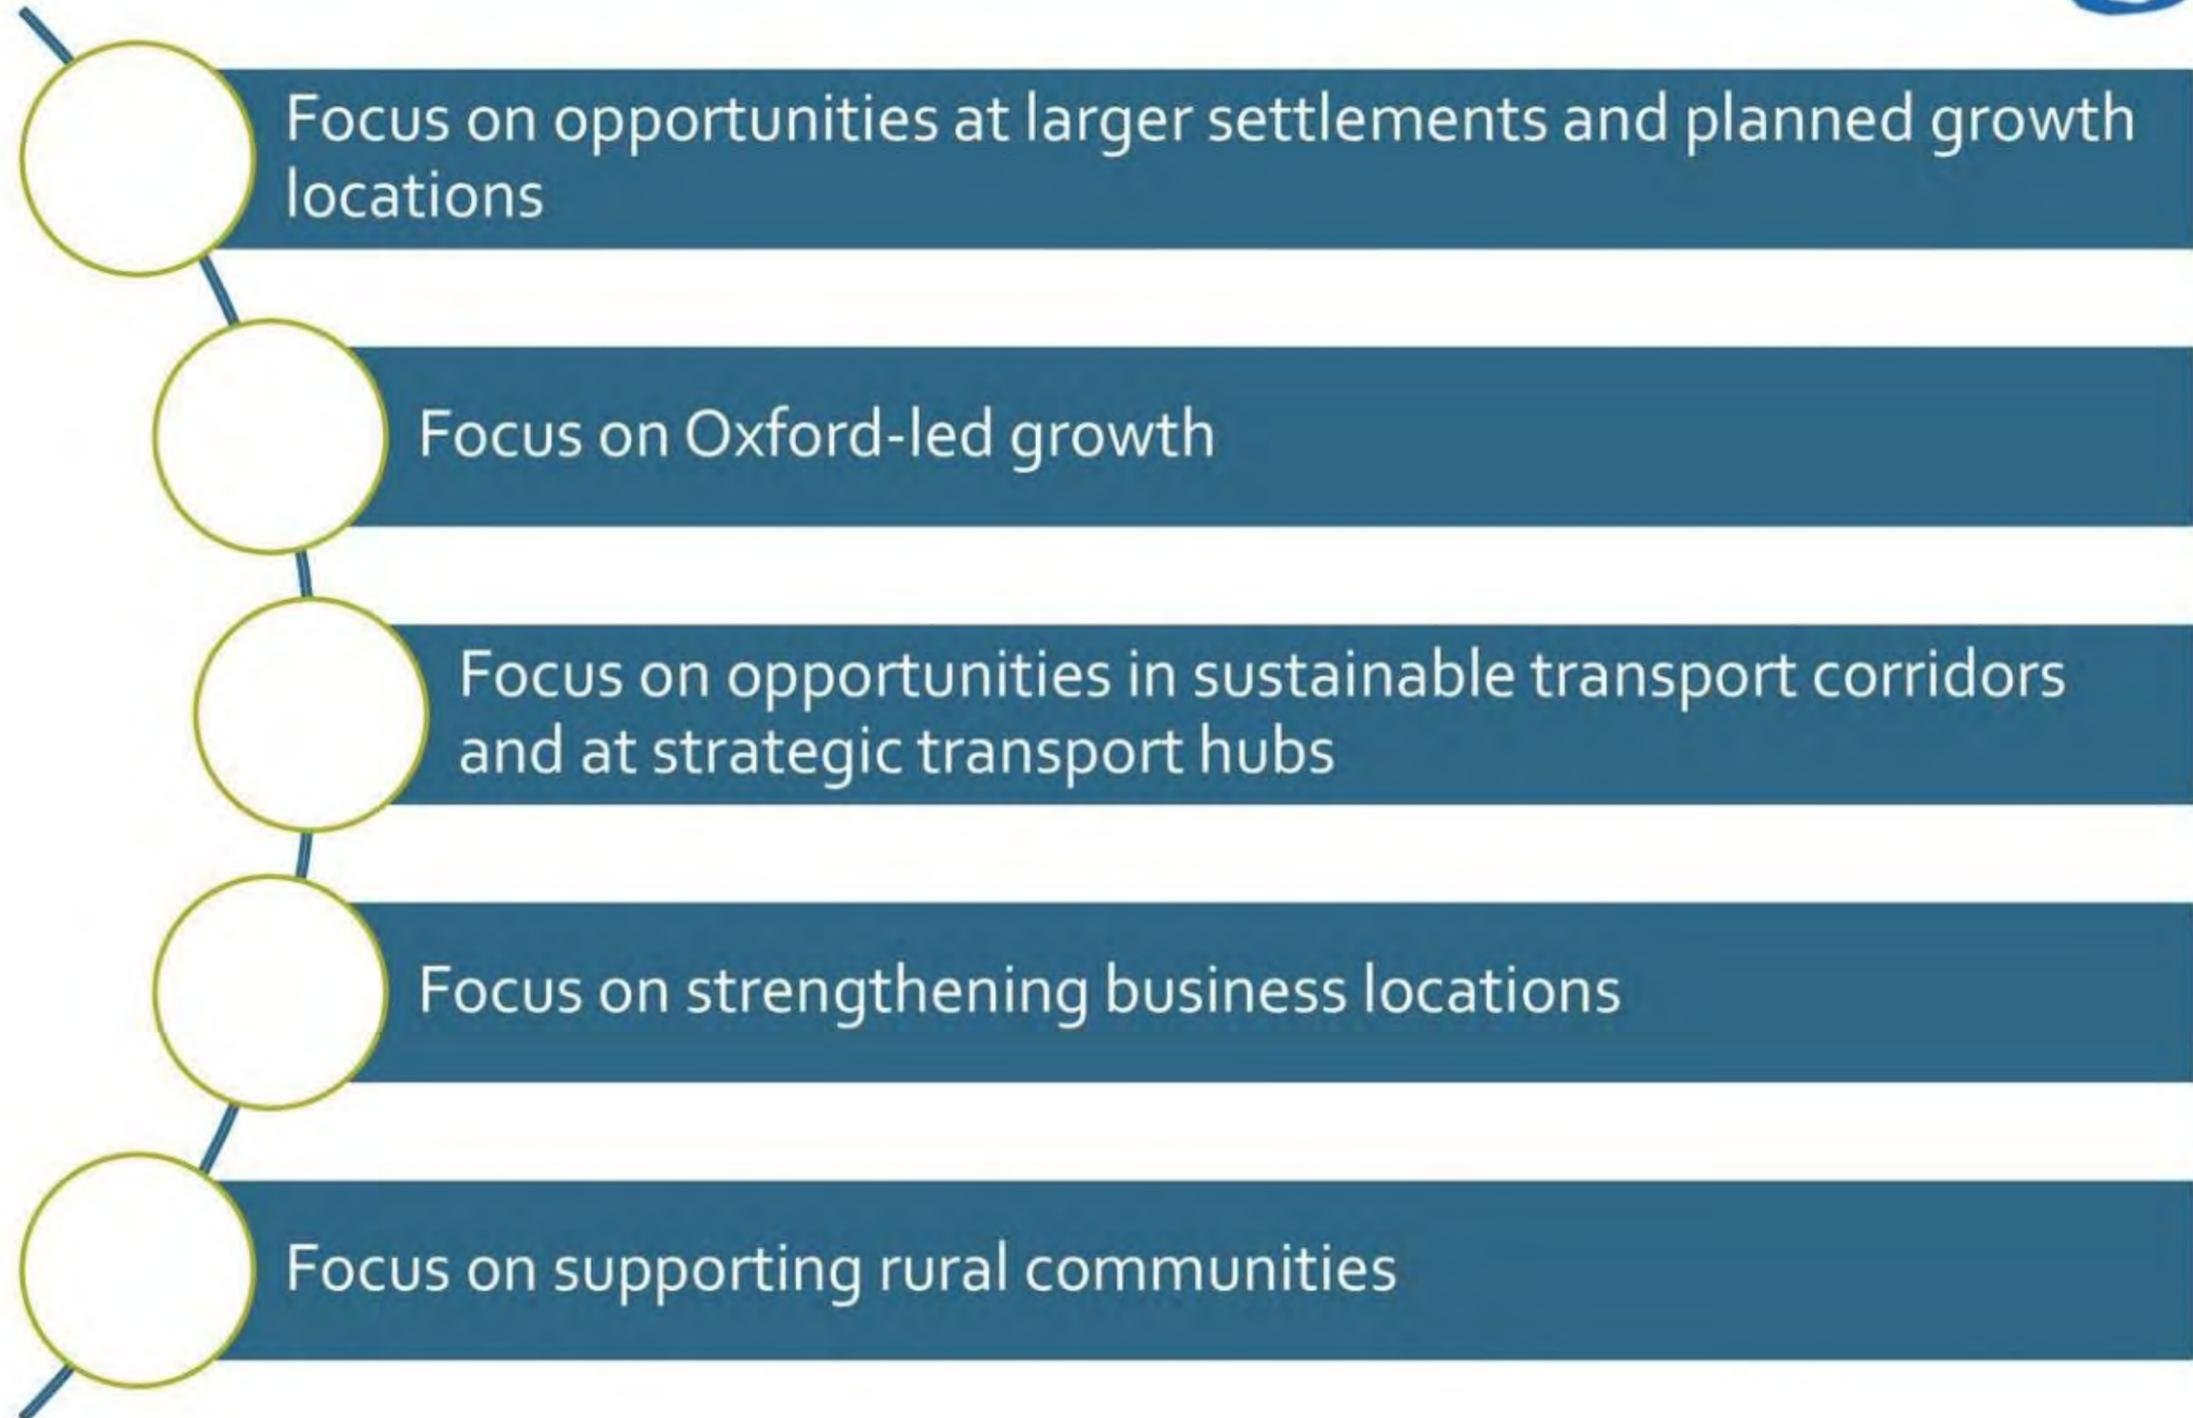 Focus on opportunities at larger settlements and planned growth
locations
Focus on Oxford-led growth
Focus on opportunities in sustainable transport corridors
and at strategic transport hubs
Focus on strengthening business locations
Focus on supporting rural communities